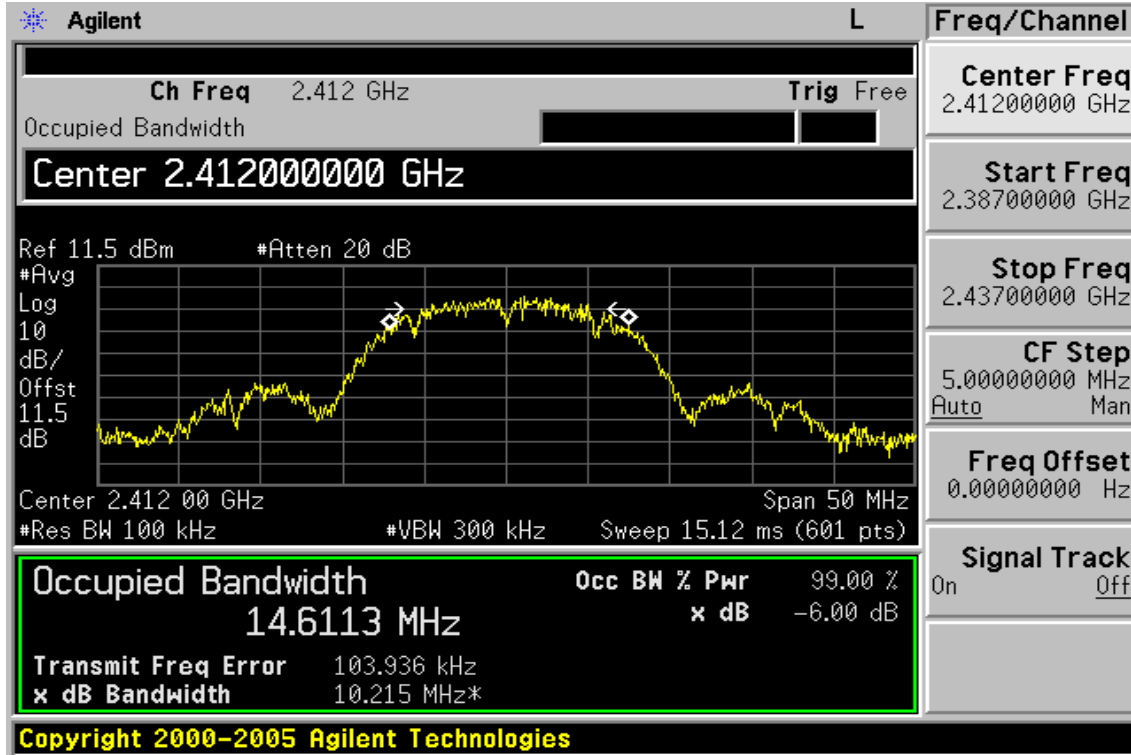 Agilent L
Freq/Channel
Ch Freq 2.412 GHz Trig Free
Occupied Bandwidth
Center 2.412000000 GHz
Ref 11.5 dBm #Atten 20 dB
#Avg
Log
10
dB/
Offst
11.5
dB
Center 2.412 00 GHz Span 50 MHz
#Res BW 100 kHz #VBW 300 kHz Sweep 15.12 ms (601 pts)
Occupied Bandwidth Occ BW % Pwr 99.00 %
14.6113 MHz x dB -6.00 dB
Transmit Freq Error 103.936 kHz
x dB Bandwidth 10.215 MHz*
Center Freq
2.41200000 GHz
Start Freq
2.38700000 GHz
Stop Freq
2.43700000 GHz
CF Step
5.00000000 MHz
Auto Man
Freq Offset
0.00000000 Hz
Signal Track
On Off
Copyright 2000-2005 Agilent Technologies